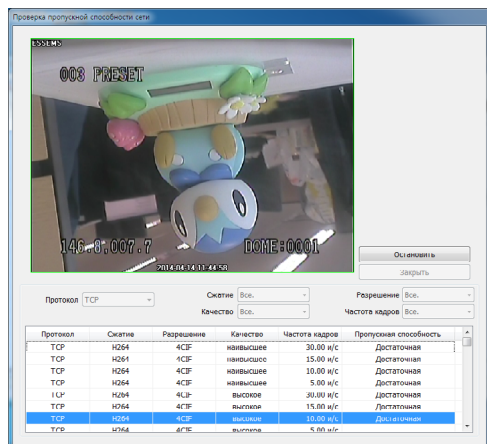 Проверка пропускной способности сети
ESSEMS
003 PRESET
146.8,007.7 DOME:0001
2014-04-14 11:44:58
Остановить
Закрыть
Протокол TCP Сжатие Все. Разрешение Все.
Качество Все. Частота кадров Все.
Протокол Сжатие Разрешение Качество Частота кадров Пропускная способность
TCP H264 4CIF наивысшее 30.00 и/с Достаточная
TCP H264 4CIF наивысшее 15.00 и/с Достаточная
TCP H264 4CIF наивысшее 10.00 и/с Достаточная
TCP H264 4CIF наивысшее 5.00 и/с Достаточная
TCP H264 4CIF высокое 30.00 и/с Достаточная
TCP H264 4CIF высокое 15.00 и/с Достаточная
TCP H264 4CIF высокое 10.00 и/с Достаточная
TCP H264 4CIF высокое 5.00 и/с Достаточная